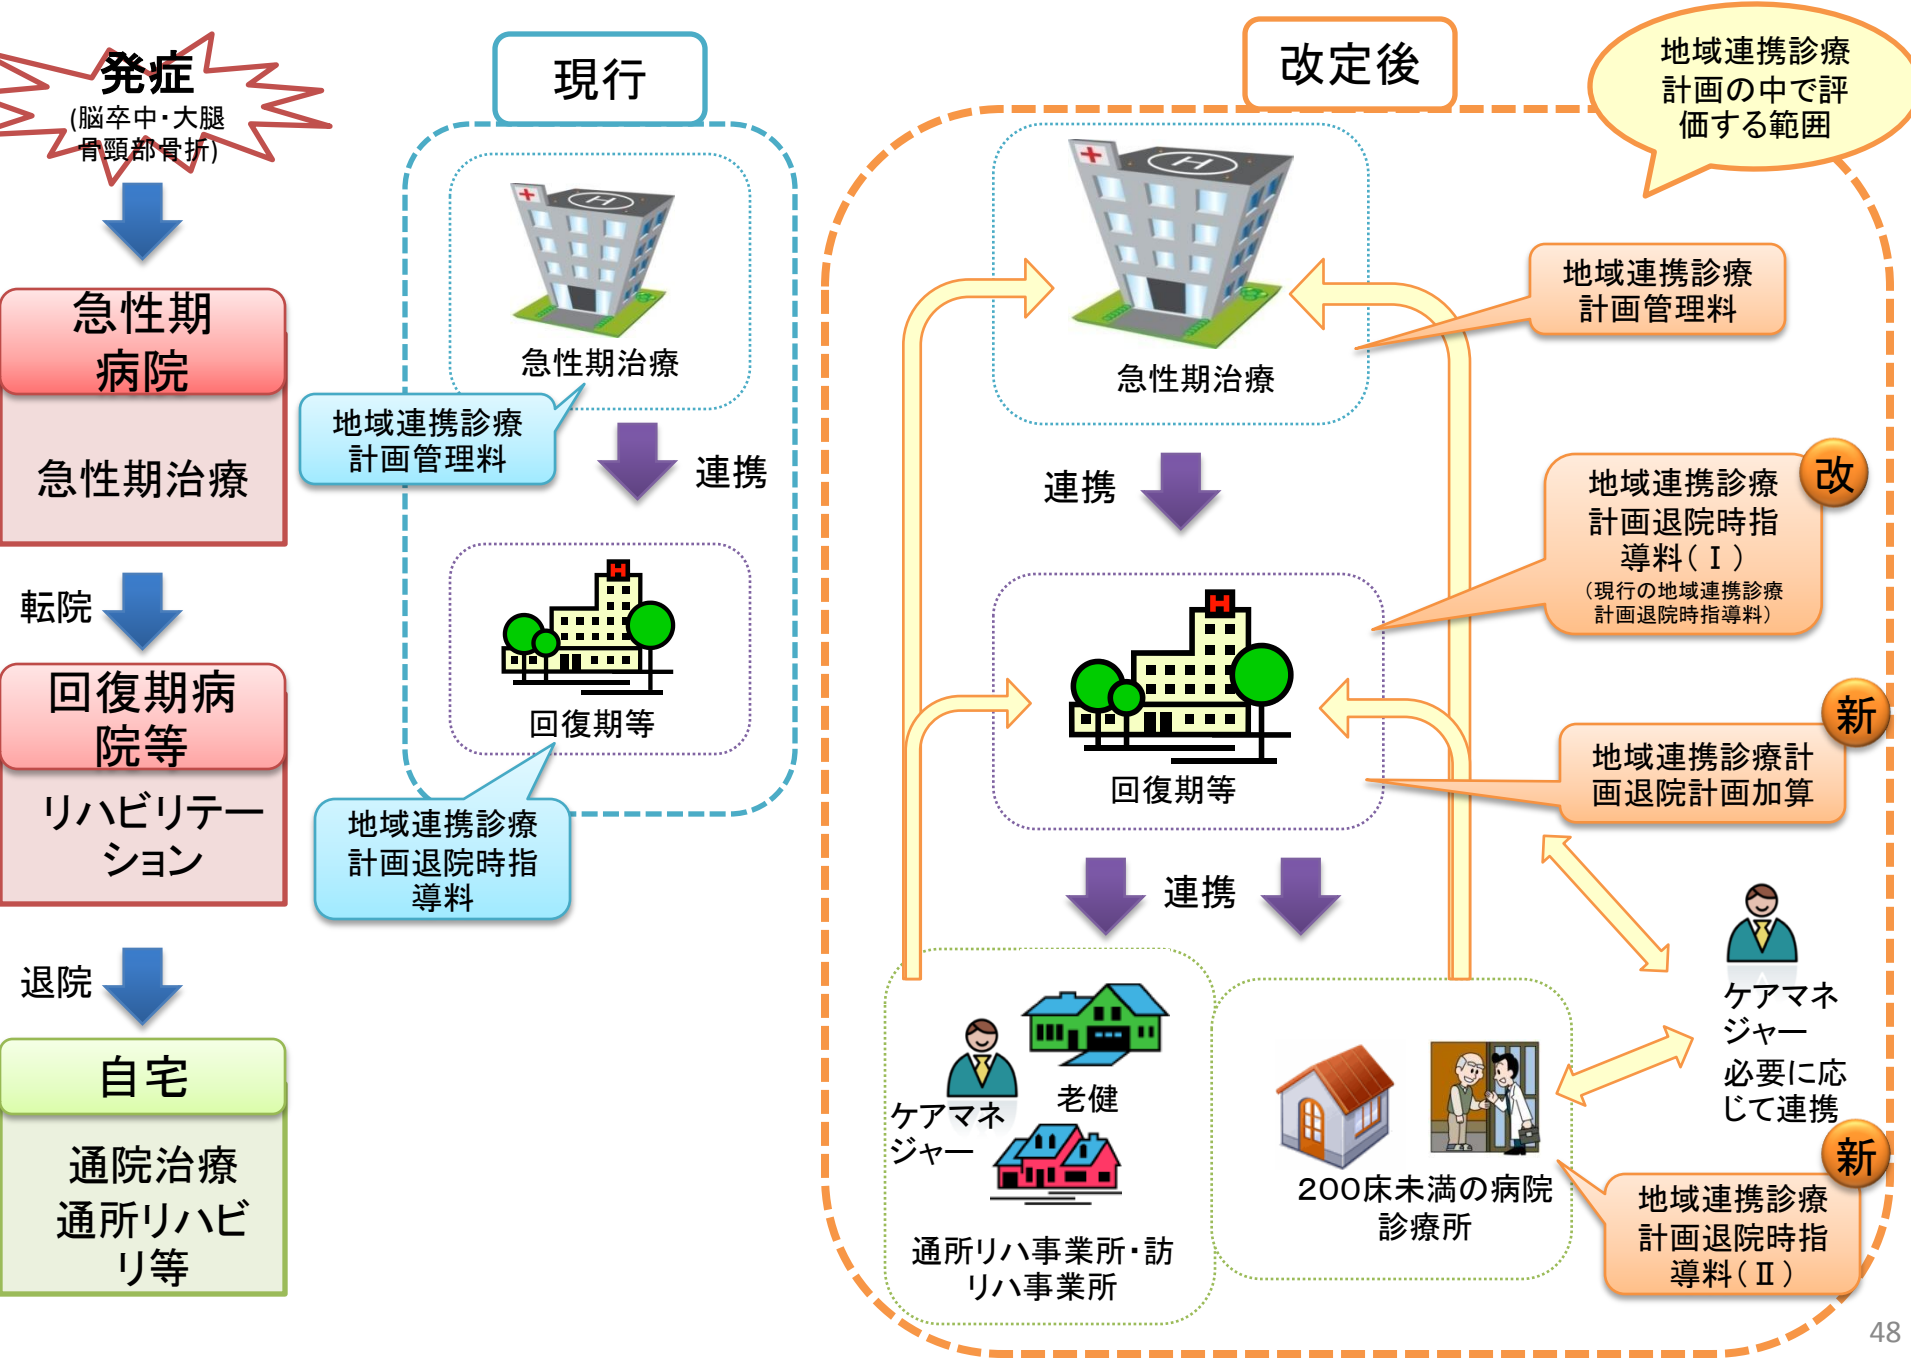 発症
(脳卒中・大腿
骨頸部骨折)
急性期
病院
急性期治療
転院
回復期病
院等
リハビリテー
ション
退院
自宅
通院治療
通所リハビ
リ等
現行
急性期治療
地域連携診療
計画管理料
連携
回復期等
地域連携診療
計画退院時指
導料
改定後
地域連携診療
計画の中で評
価する範囲
急性期治療
地域連携診療
計画管理料
連携
改
地域連携診療
計画退院時指
導料(Ⅰ)
(現行の地域連携診療
計画退院時指導料)
回復期等
新
地域連携診療計
画退院計画加算
連携
ケアマネ
ジャー
老健
通所リハ事業所・訪
リハ事業所
200床未満の病院
診療所
ケアマネ
ジャー
必要に応
じて連携
新
地域連携診療
計画退院時指
導料(Ⅱ)
48